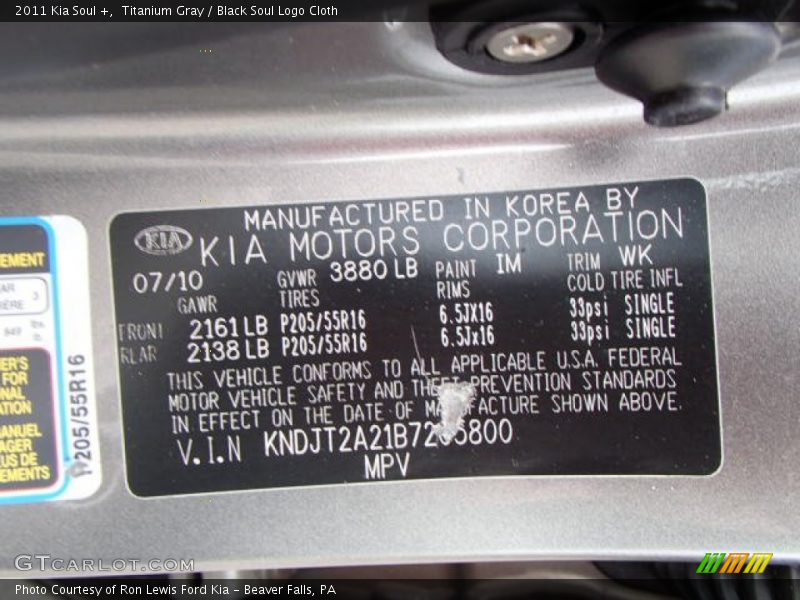 2011 Kia Soul +, Titanium Gray / Black Soul Logo Cloth
MANUFACTURED IN KOREA BY
KIA KIA MOTORS CORPORATION
07/10 GVWR 3880 LB PAINT IM TRIM WK
GAWR TIRES RIMS COLD TIRE INFL
FRONT 2161 LB P205/55R16 6.5JX16 33psi SINGLE
REAR 2138 LB P205/55R16 6.5Jx16 33psi SINGLE
THIS VEHICLE CONFORMS TO ALL APPLICABLE U.S.A. FEDERAL
MOTOR VEHICLE SAFETY AND THEFT PREVENTION STANDARDS
IN EFFECT ON THE DATE OF MANUFACTURE SHOWN ABOVE.
V.I.N
MPV
3
P205/55R16
FOR
GTCarLot.com
Photo Courtesy of Ron Lewis Ford Kia - Beaver Falls, PA